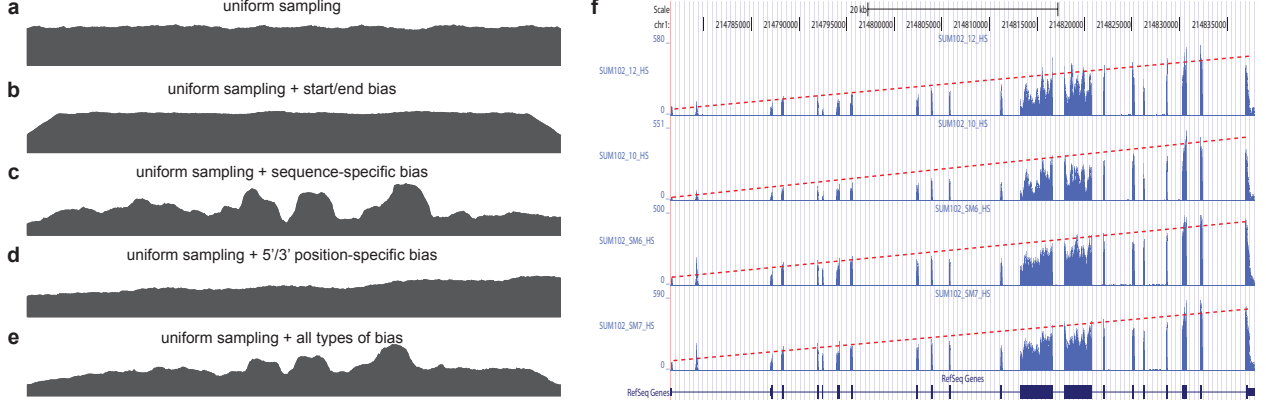 a
uniform sampling
b
uniform sampling + start/end bias
c
uniform sampling + sequence-specific bias
d
uniform sampling + 5'/3' position-specific bias
e
uniform sampling + all types of bias
f
Scale 20 kb
chr1: 214785000 214790000 214795000 214800000 214805000 214810000 214815000 214820000 214825000 214830000 214835000
580 SUM102_12_HS
SUM102_12_HS
0
551 SUM102_10_HS
SUM102_10_HS
0
500 SUM102_SM6_HS
SUM102_SM6_HS
0
590 SUM102_SM7_HS
SUM102_SM7_HS
0
RefSeq Genes
RefSeq Genes